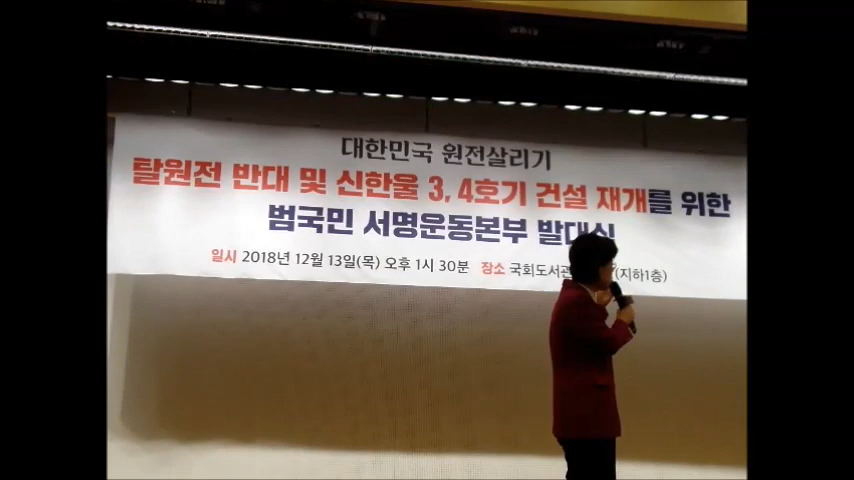 대한민국 원전살리기
탈원전 반대 및 신한울 3, 4호기 건설 재개를 위한
범국민 서명운동본부 발대식
일시 2018년 12월 13일(목) 오후 1시 30분 장소 국회도서관 (지하1층)